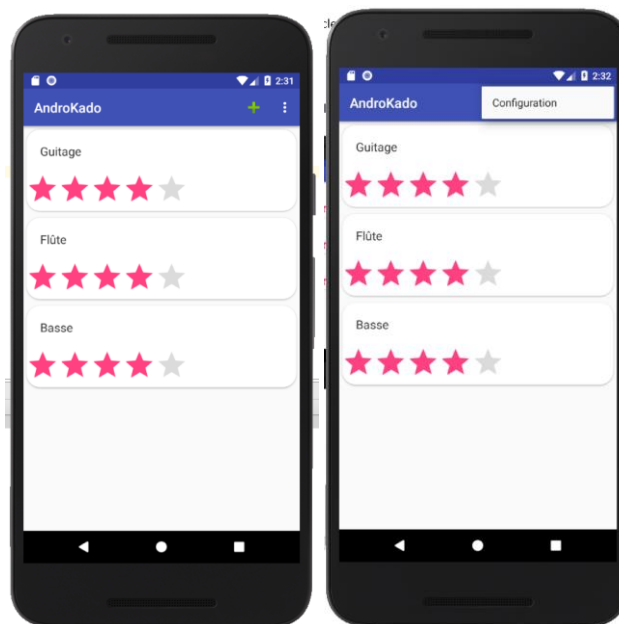 2:31
AndroKado
Guitage
Flûte
Basse
2:32
AndroKado
Configuration
Guitage
Flûte
Basse